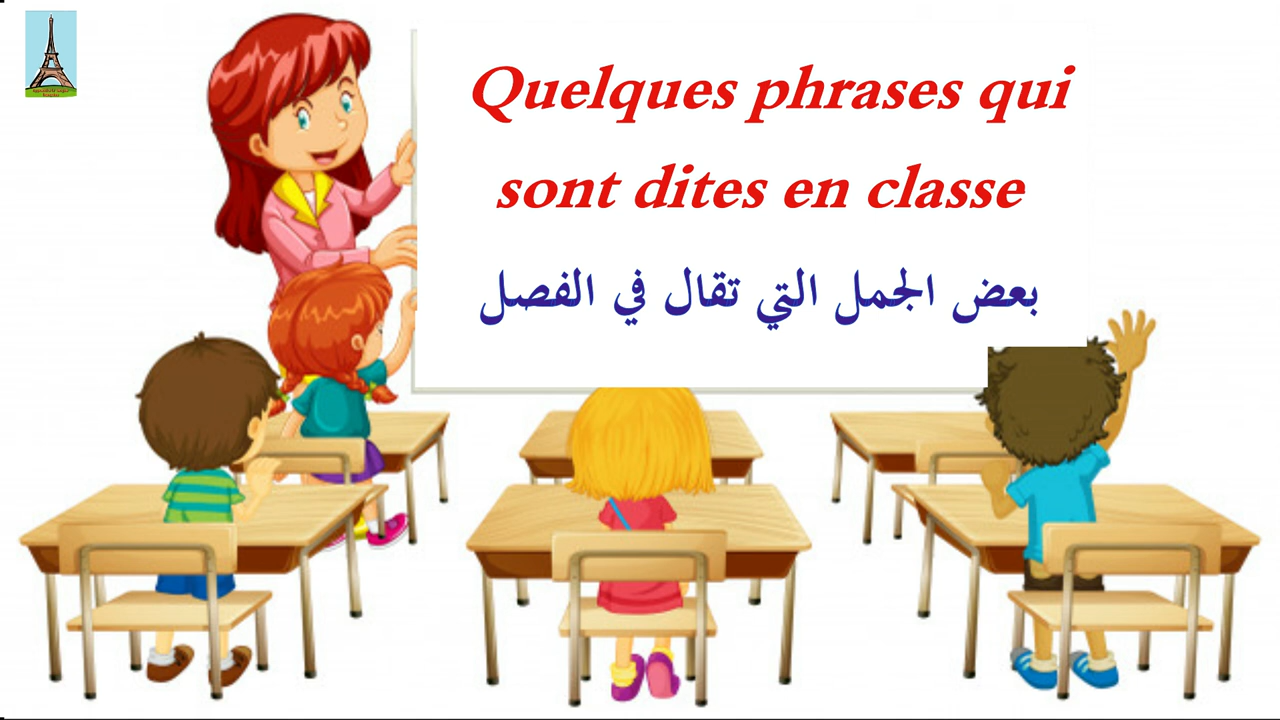 Quelques phrases qui
sont dites en classe
بعض الجمل التي تقال في الفصل